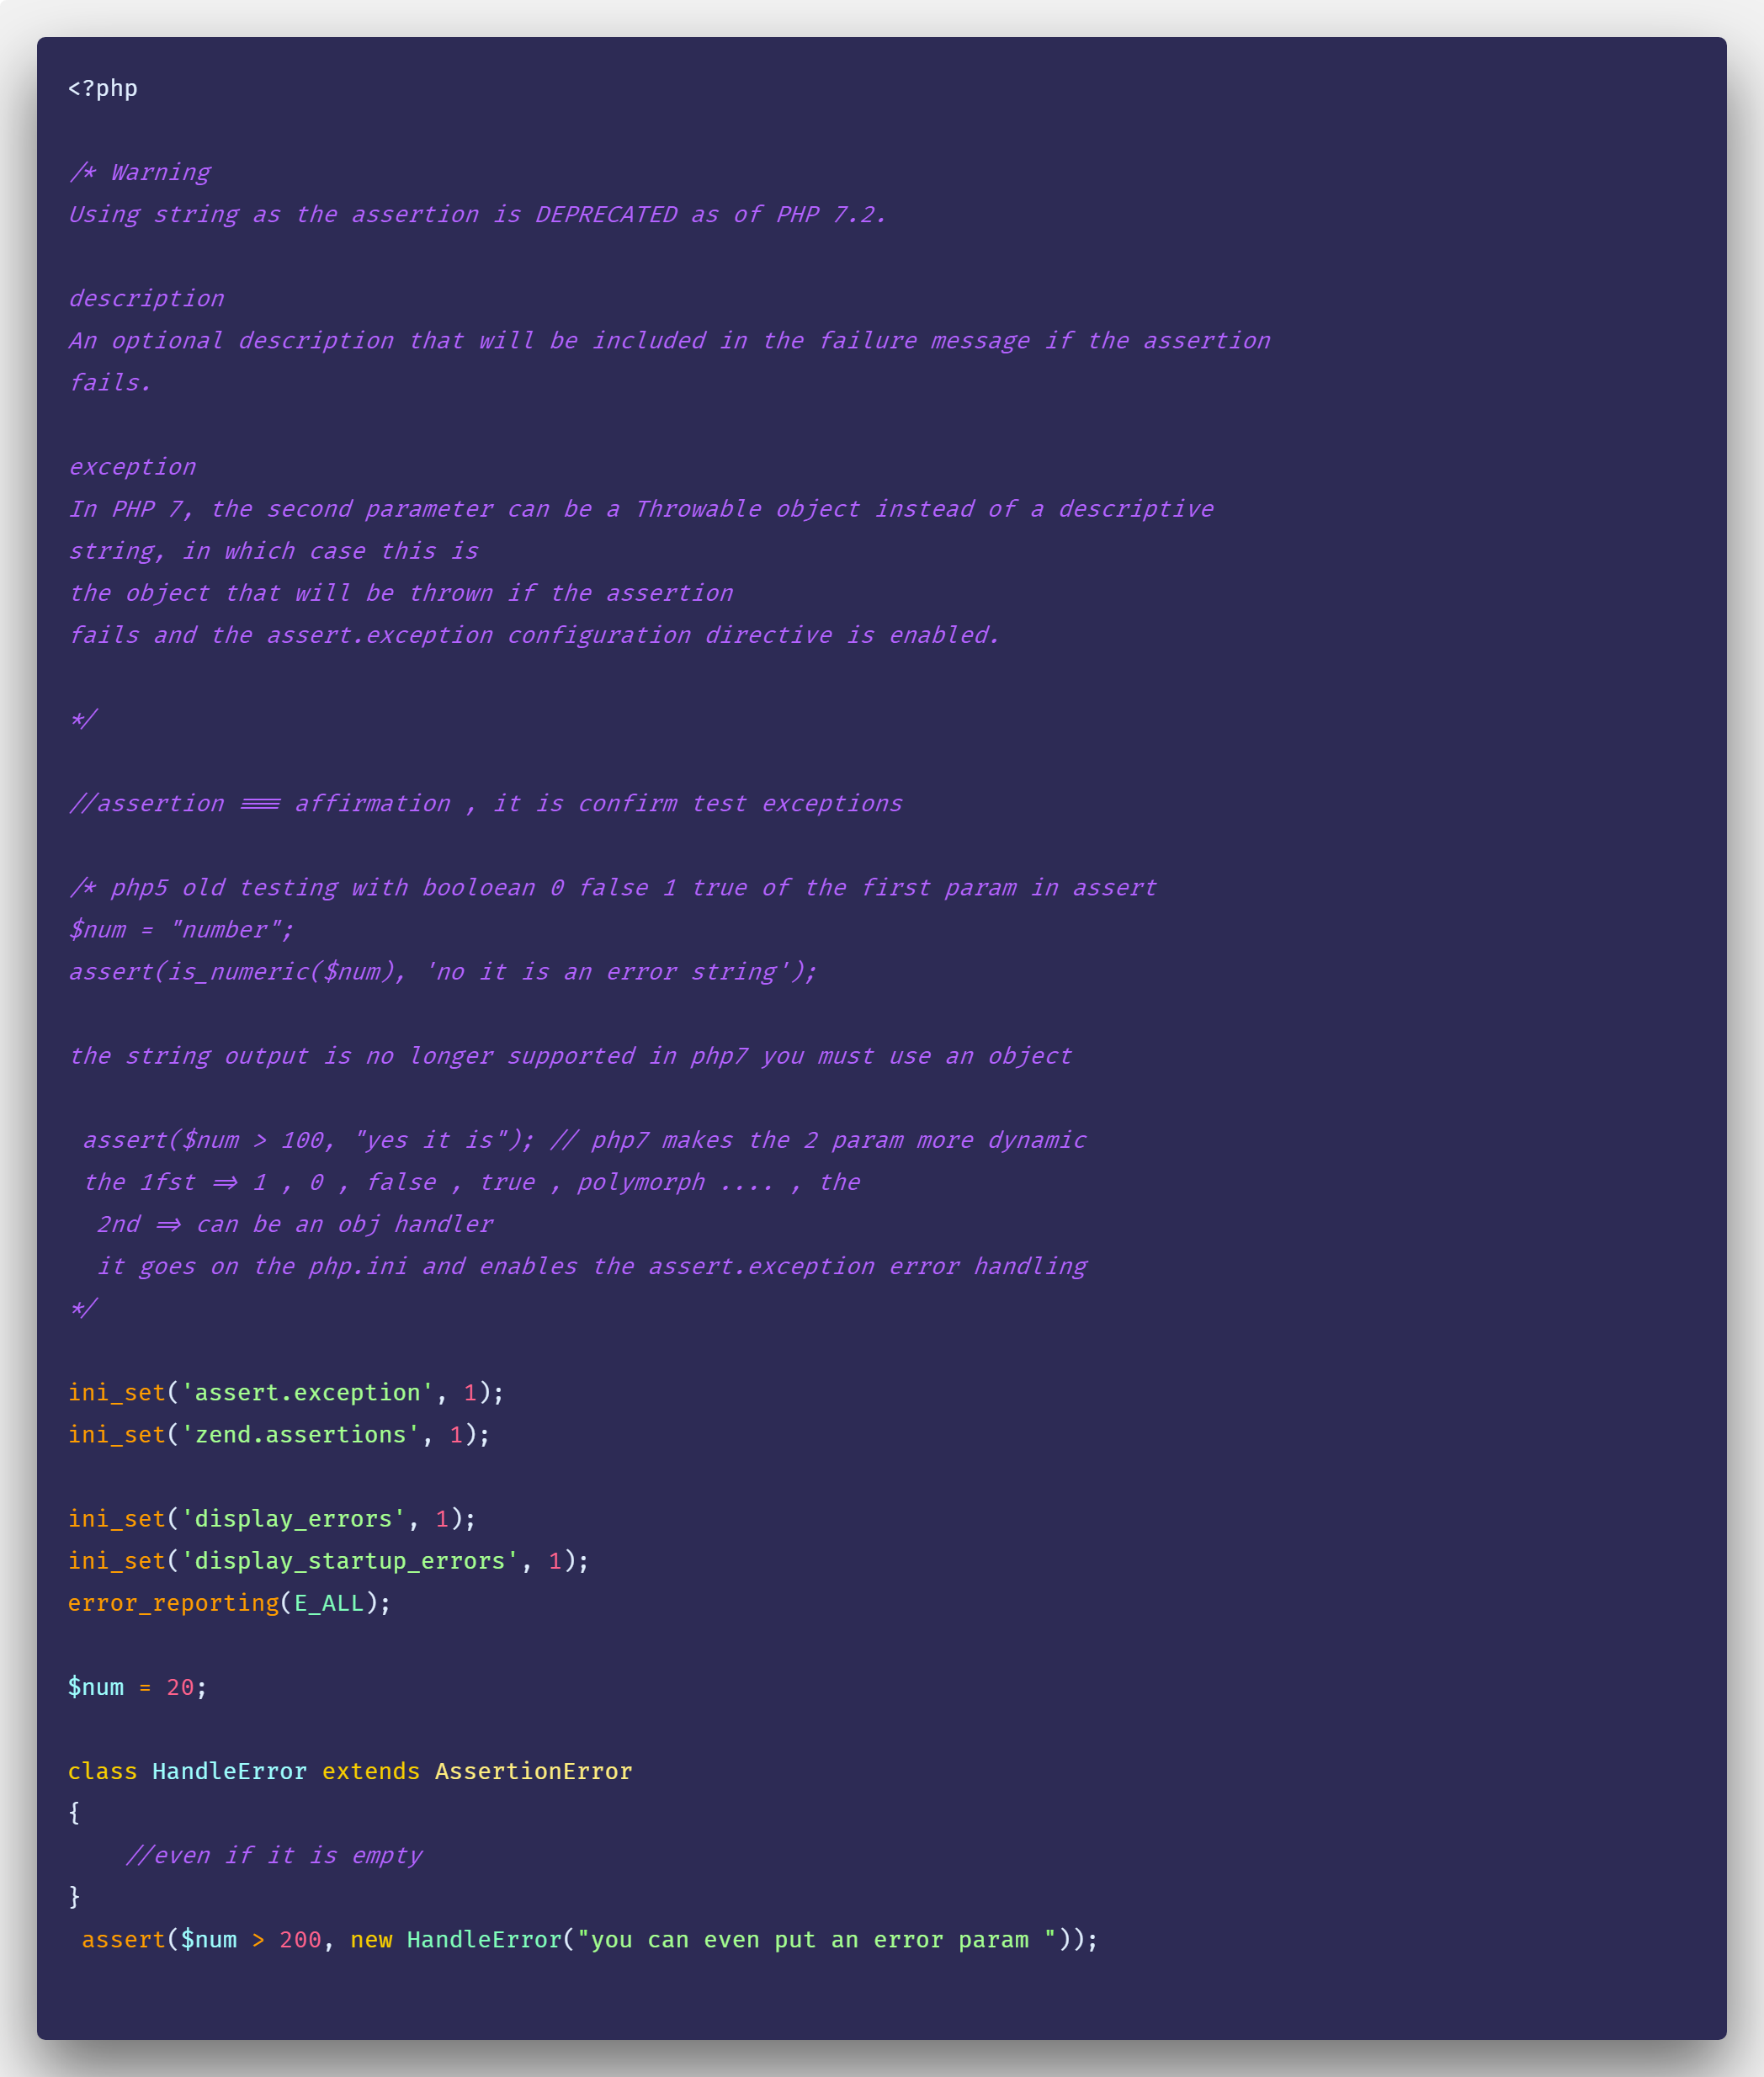 <?php
/* Warning
Using string as the assertion is DEPRECATED as of PHP 7.2.
description
An optional description that will be included in the failure message if the assertion
fails.
exception
In PHP 7, the second parameter can be a Throwable object instead of a descriptive
string, in which case this is
the object that will be thrown if the assertion
fails and the assert.exception configuration directive is enabled.
*/
//assertion === affirmation , it is confirm test exceptions
/* php5 old testing with booloean 0 false 1 true of the first param in assert
$num = "number";
assert(is_numeric($num), 'no it is an error string');
the string output is no longer supported in php7 you must use an object
 assert($num > 100, "yes it is"); // php7 makes the 2 param more dynamic
 the 1fst => 1 , 0 , false , true , polymorph .... , the
  2nd => can be an obj handler
  it goes on the php.ini and enables the assert.exception error handling
*/
ini_set('assert.exception', 1);
ini_set('zend.assertions', 1);
ini_set('display_errors', 1);
ini_set('display_startup_errors', 1);
error_reporting(E_ALL);
$num = 20;
class HandleError extends AssertionError
{
    //even if it is empty
}
 assert($num > 200, new HandleError("you can even put an error param "));